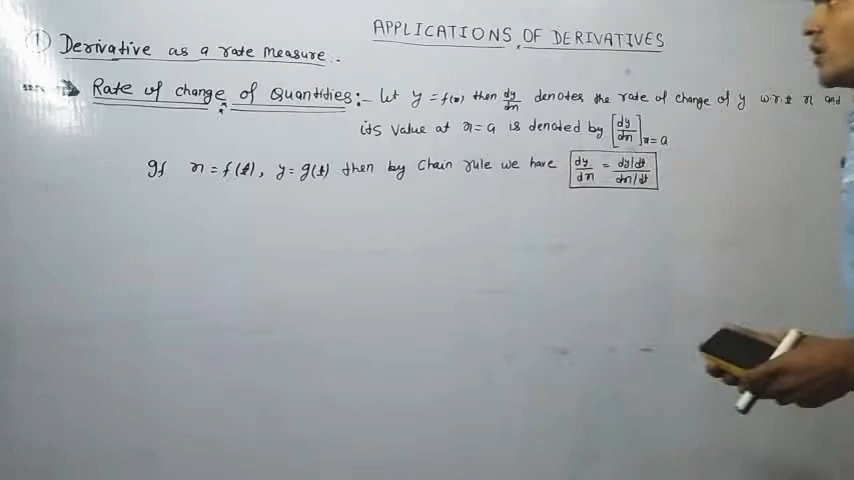 APPLICATIONS OF DERIVATIVES
① Derivative as a rate measure..
Rate of change of Quantities:- Let y = f(x) then dy/dx denotes the rate of change of y w.r.t x and
its value at x = a is denoted by [dy/dx]x=a
If x = f(t), y = g(t) then by chain rule we have dy/dx = dy/dt / dx/dt